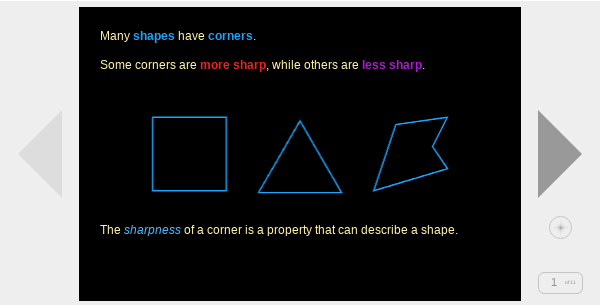 Many shapes have corners.
Some corners are more sharp, while others are less sharp.
The sharpness of a corner is a property that can describe a shape.
1